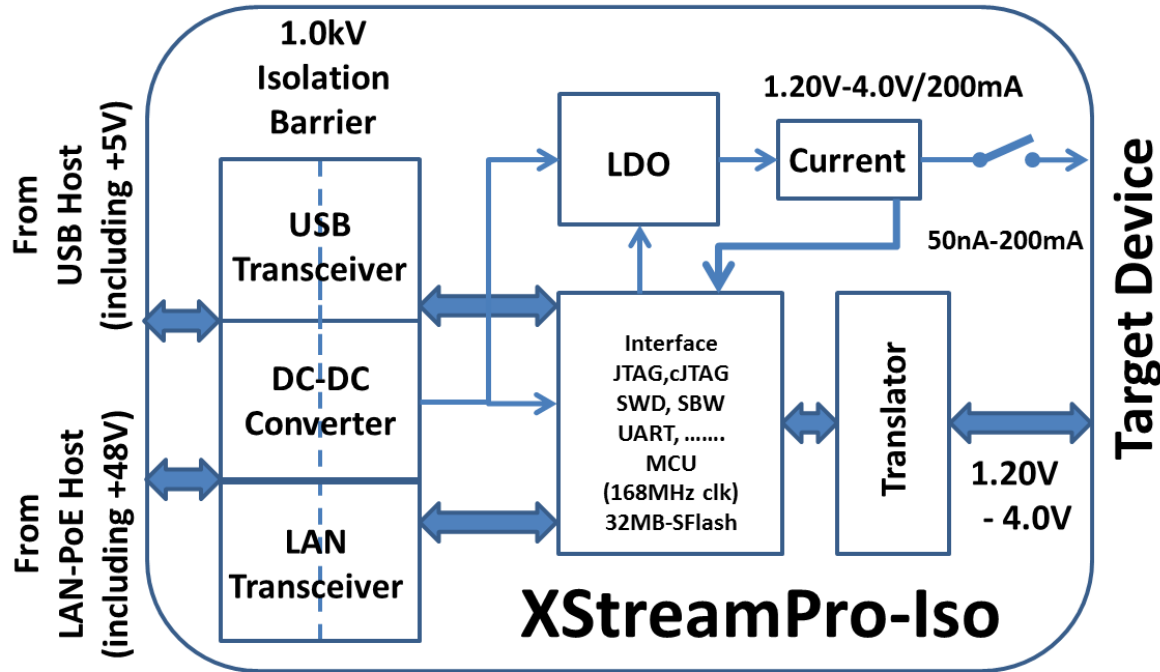 From
USB Host
(including +5V)
From
LAN-PoE Host
(including +48V)
1.0kV
Isolation
Barrier
USB
Transceiver
DC-DC
Converter
LAN
Transceiver
LDO
1.20V-4.0V/200mA
Current
50nA-200mA
Interface
JTAG,cJTAG
SWD, SBW
UART, .......
MCU
(168MHz clk)
32MB-SFlash
Translator
1.20V
- 4.0V
Target Device
XStreamPro-Iso